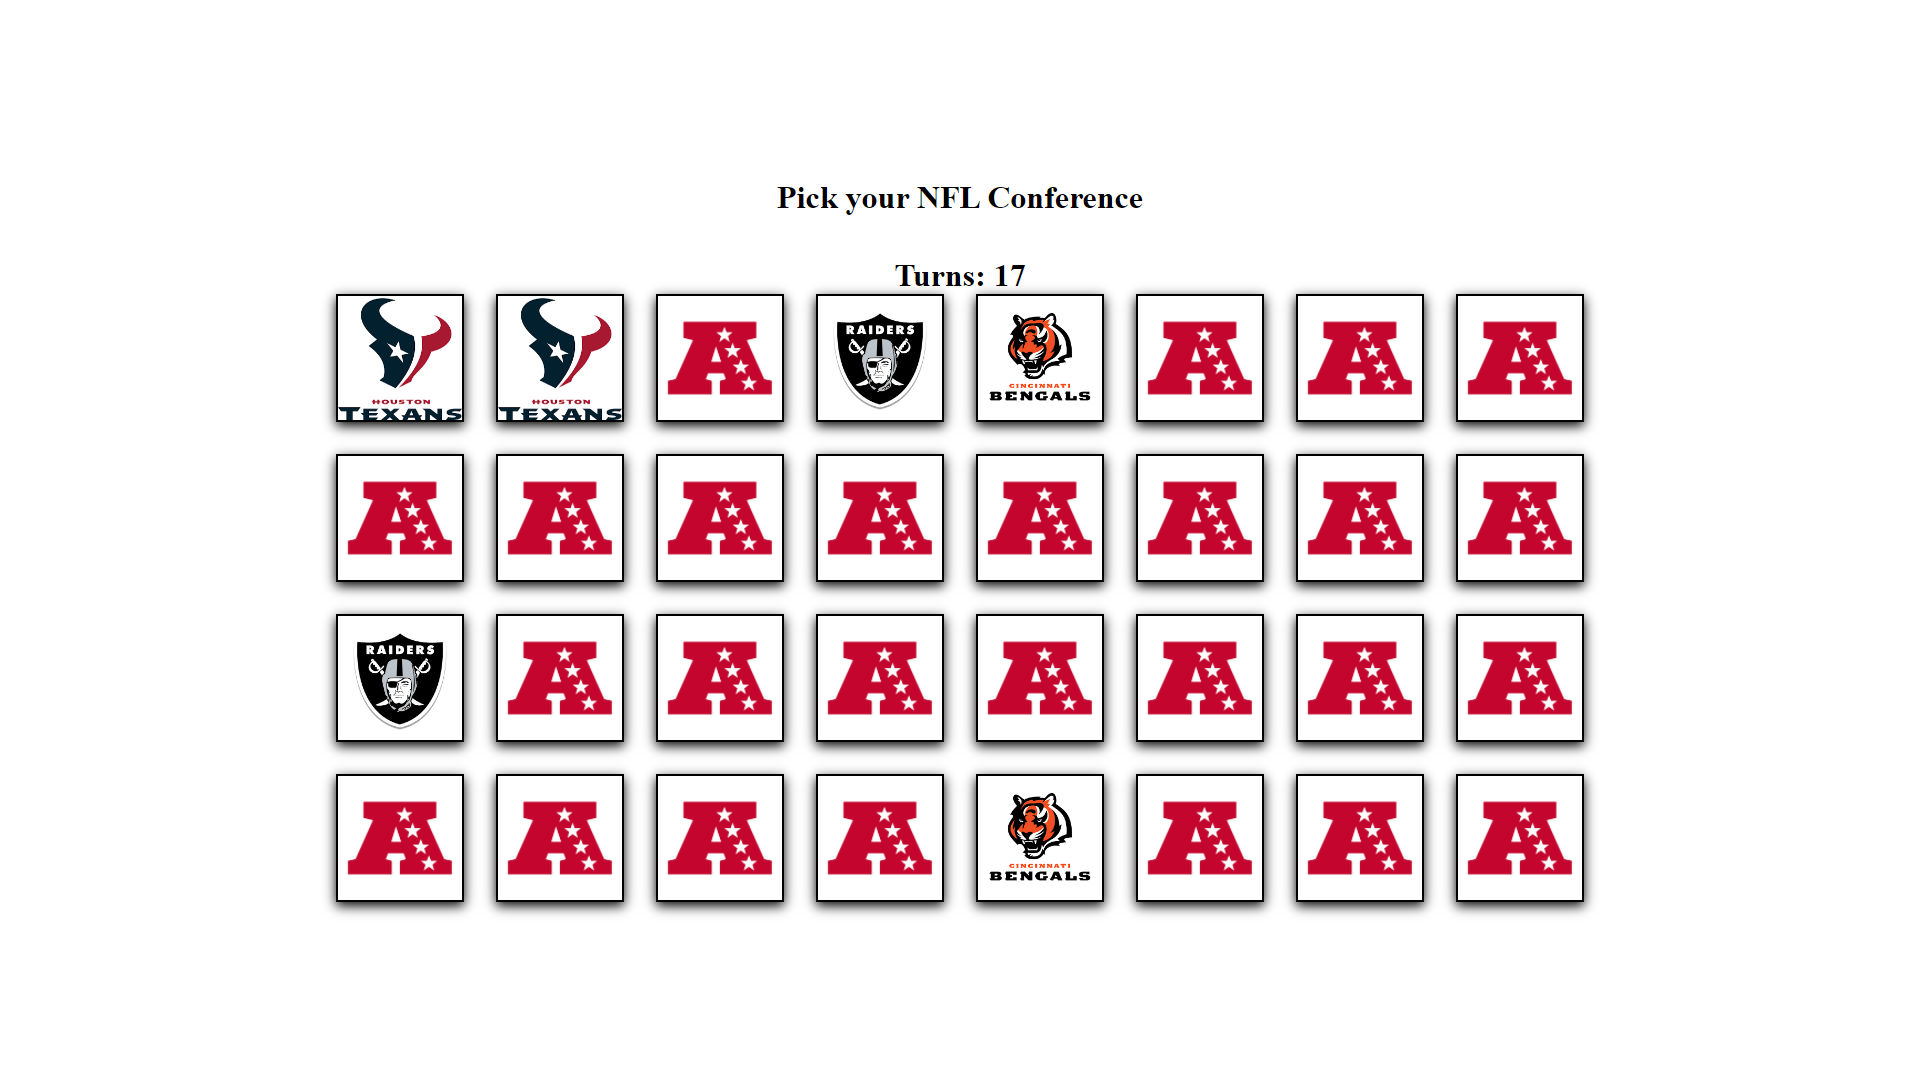 Pick your NFL Conference
Turns: 17
HOUSTON
TEXANS
HOUSTON
TEXANS
RAIDERS
CINCINNATI
BENGALS
RAIDERS
CINCINNATI
BENGALS